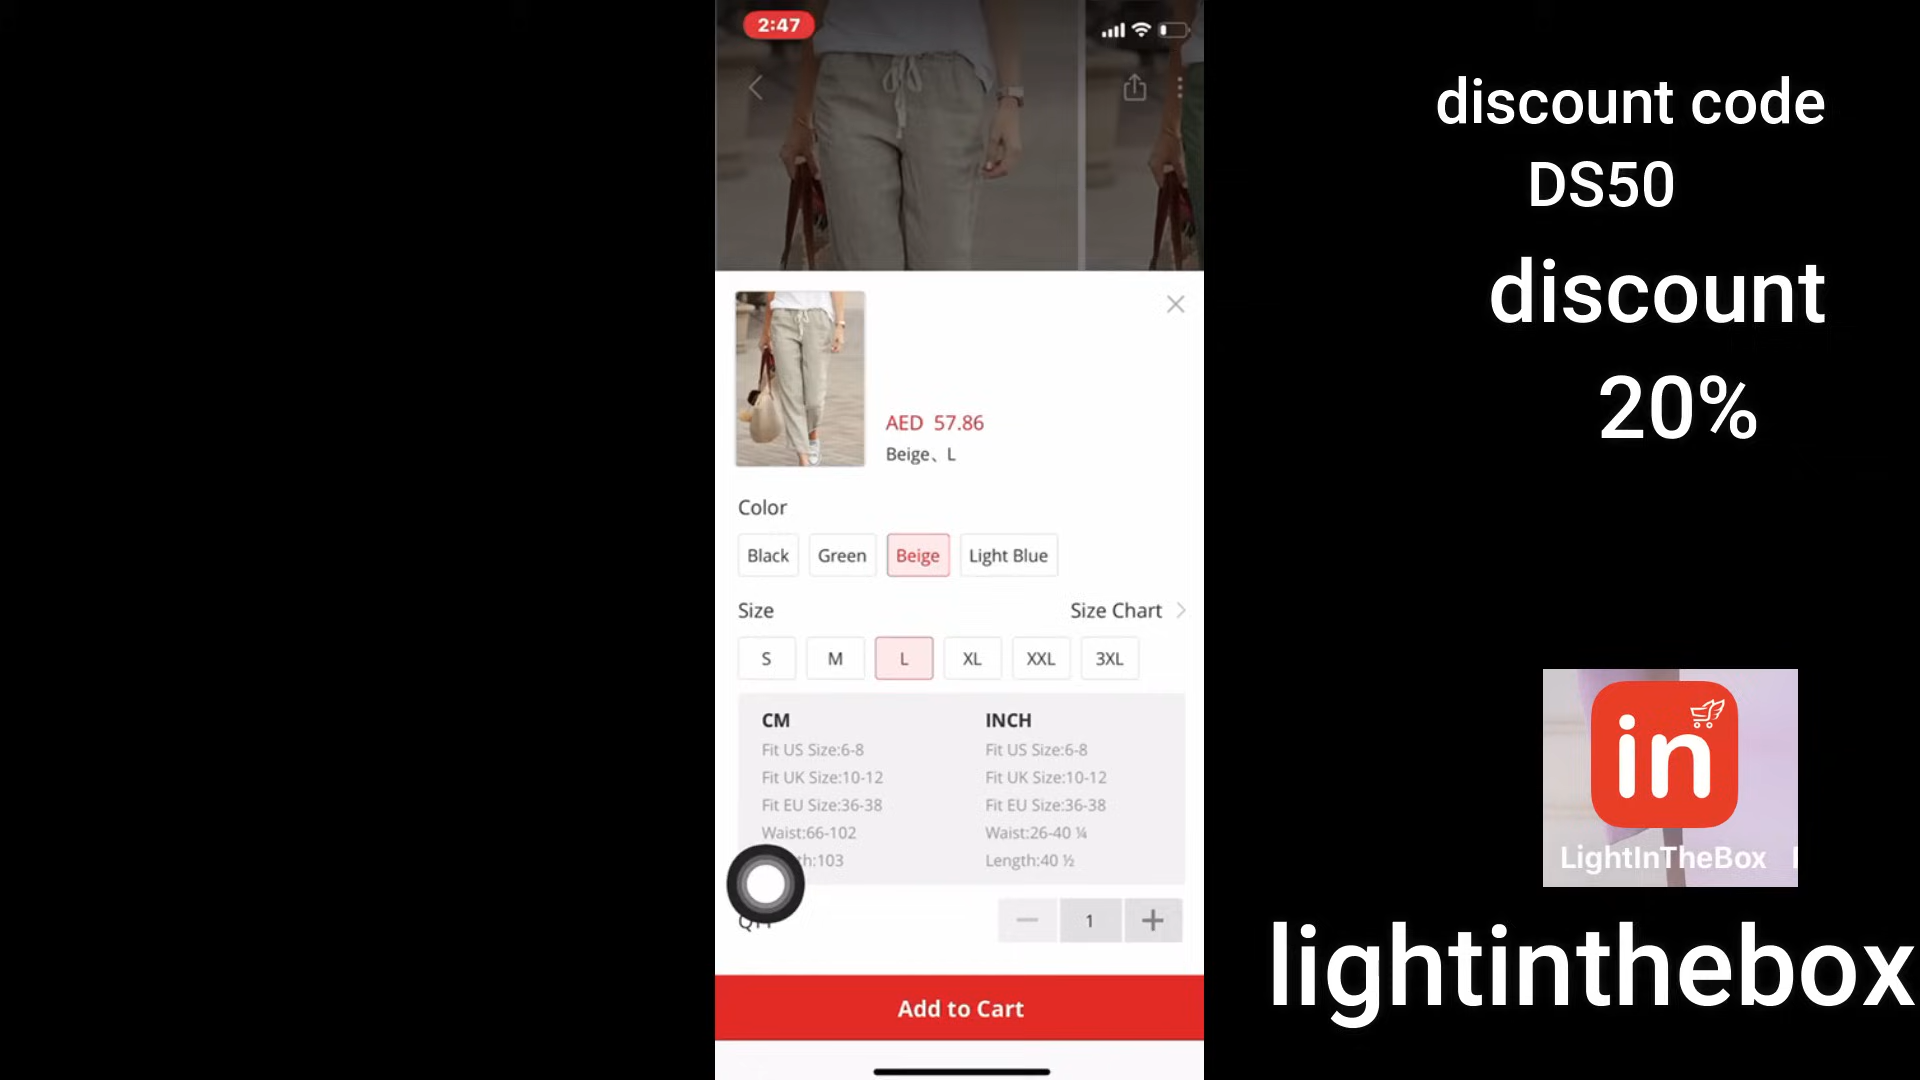 2:47
AED 57.86
Beige、L
Color
Black Green Beige Light Blue
Size Size Chart
S M L XL XXL 3XL
CM INCH
Fit US Size:6-8 Fit US Size:6-8
Fit UK Size:10-12 Fit UK Size:10-12
Fit EU Size:36-38 Fit EU Size:36-38
Waist:66-102 Waist:26-40 ¼
th:103 Length:40 ½
1
Add to Cart
discount code
DS50
discount
20%
in
LightInTheBox
lightinthebox